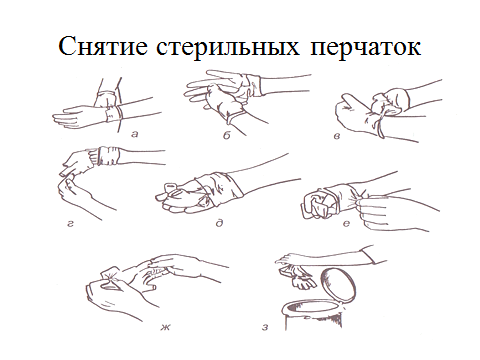 Снятие стерильных перчаток
а б в
г д е
ж з